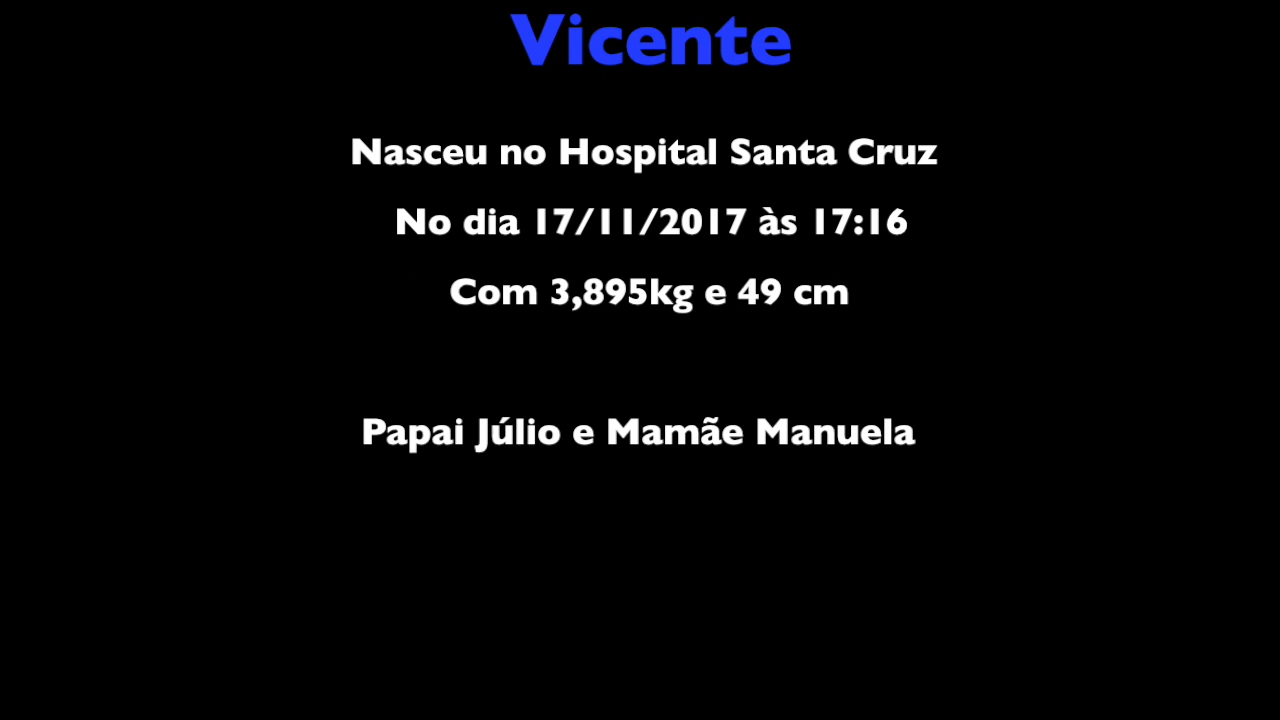 Vicente
Nasceu no Hospital Santa Cruz
No dia 17/11/2017 às 17:16
Com 3,895kg e 49 cm
Papai Júlio e Mamãe Manuela